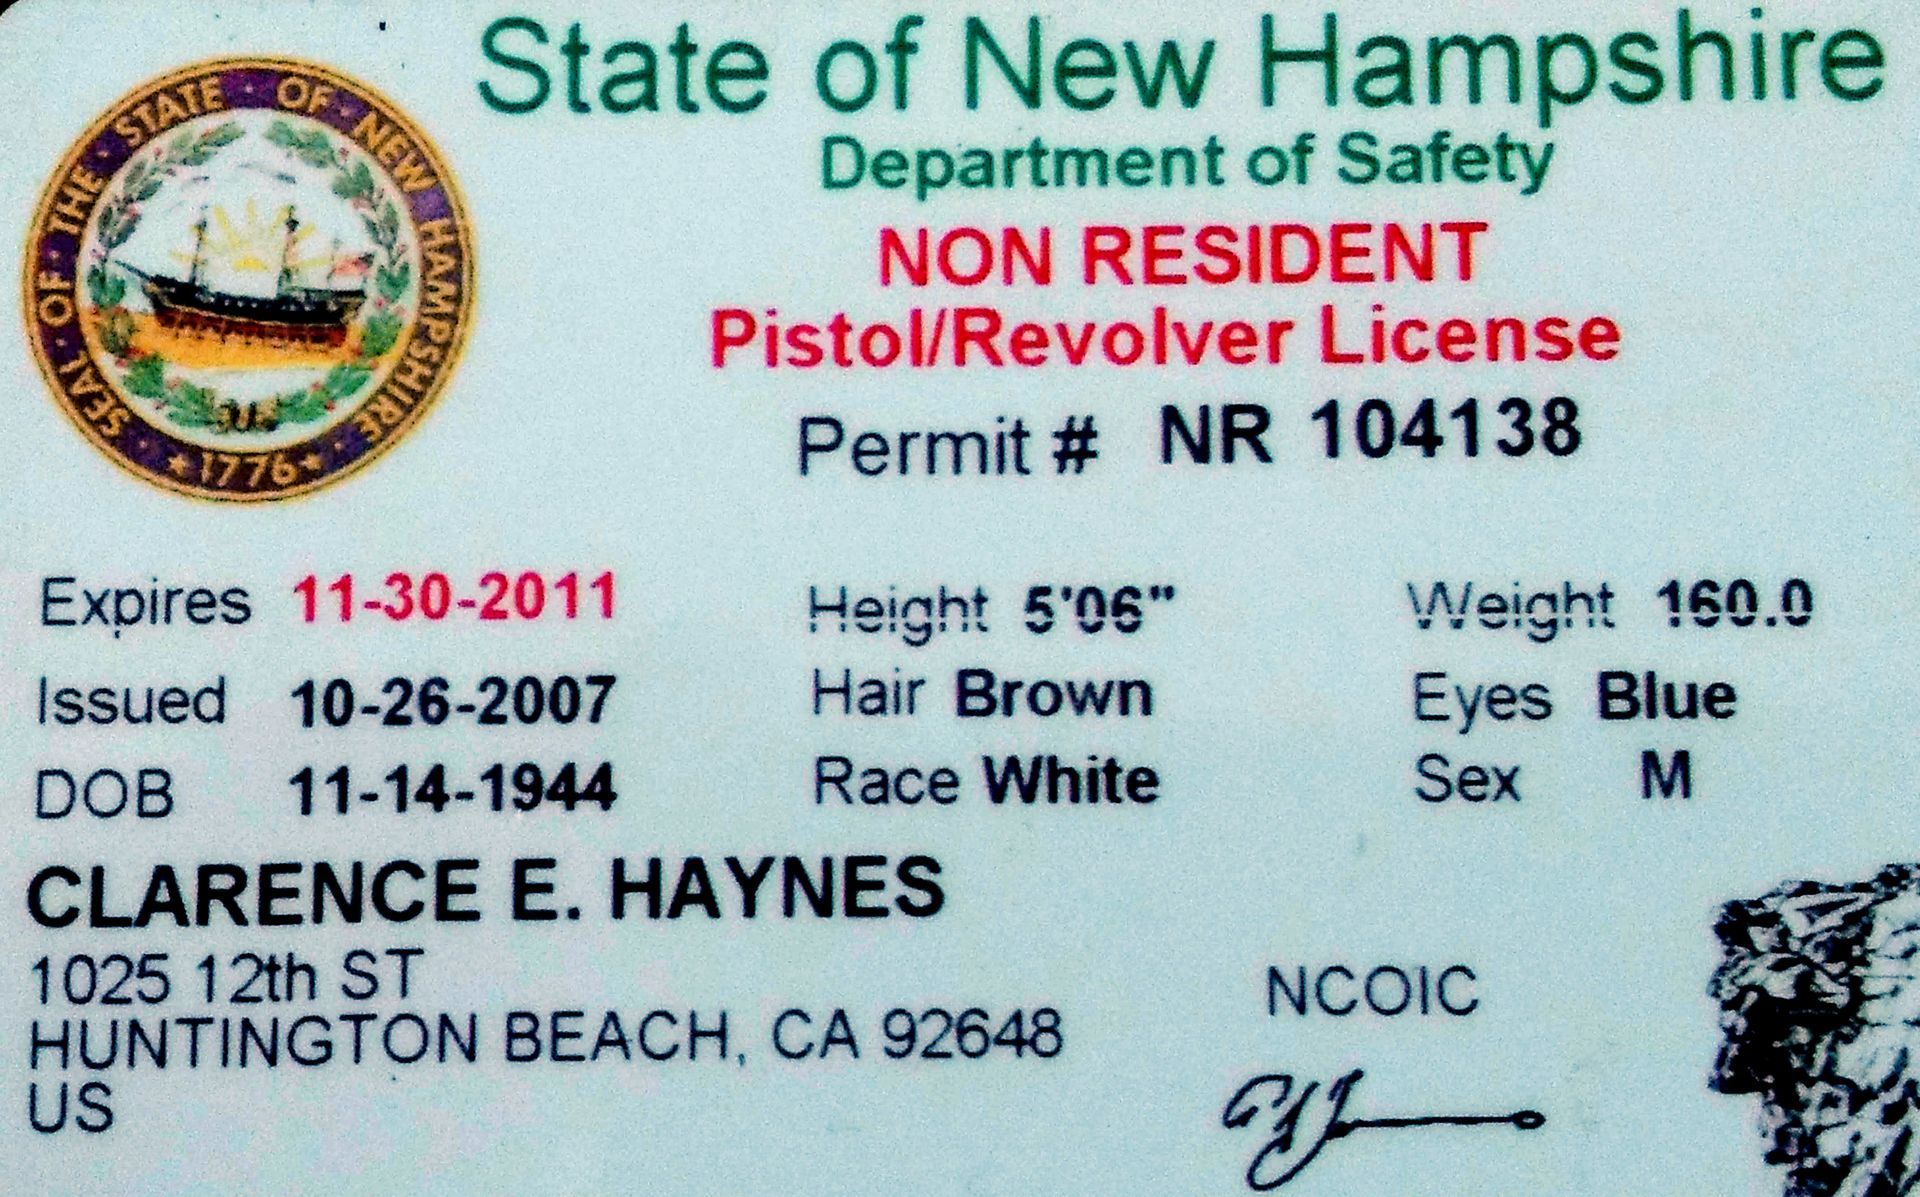 State of New Hampshire
Department of Safety
NON RESIDENT
Pistol/Revolver License
Permit # NR 104138
SEAL · OF · THE · STATE · OF · NEW HAMPSHIRE
★1776★
Expires 11-30-2011 Height 5'06" Weight 160.0
Issued 10-26-2007 Hair Brown Eyes Blue
DOB 11-14-1944 Race White Sex M
CLARENCE E. HAYNES
1025 12th ST
HUNTINGTON BEACH, CA 92648
US
NCOIC